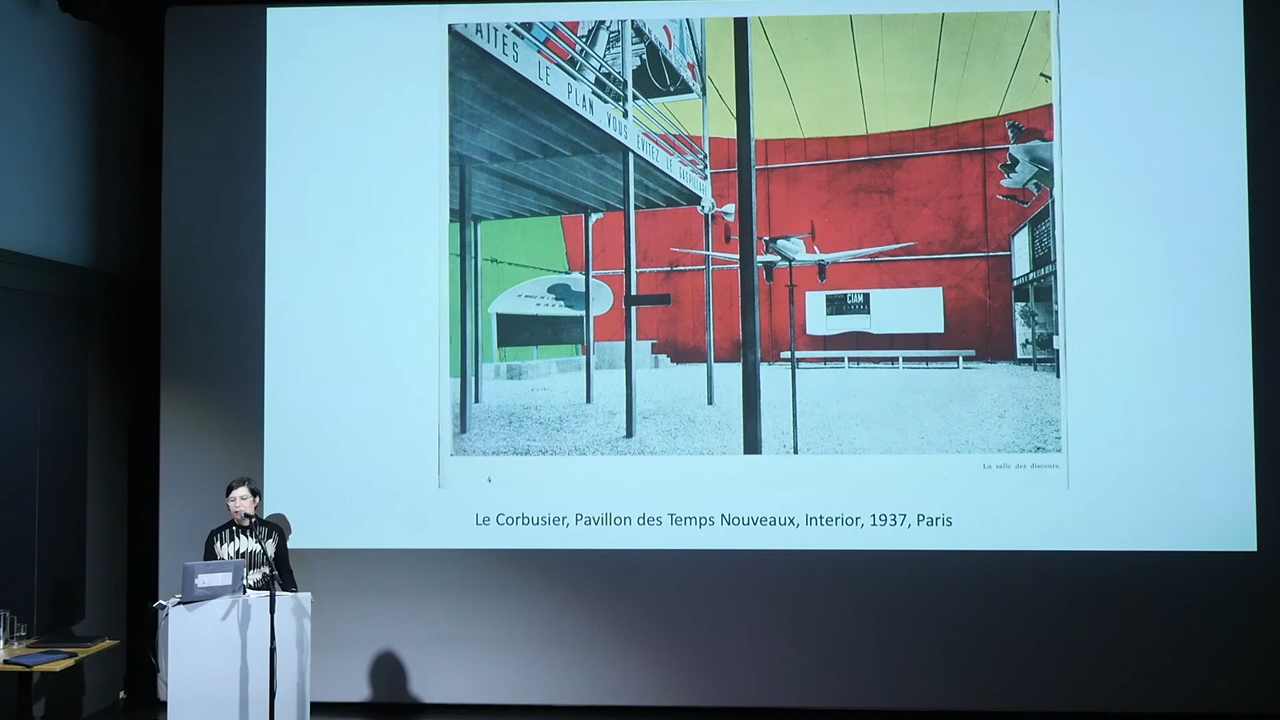 FAITES LE PLAN VOUS EVITEZ LE GASPILLAGE
CIAM
La salle des discours.
4
Le Corbusier, Pavillon des Temps Nouveaux, Interior, 1937, Paris